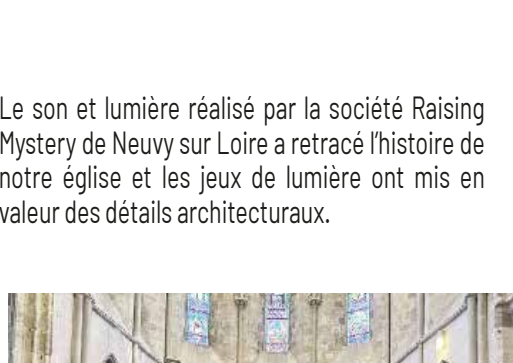 Le son et lumière réalisé par la société Raising
Mystery de Neuvy sur Loire a retracé l'histoire de
notre église et les jeux de lumière ont mis en
valeur des détails architecturaux.